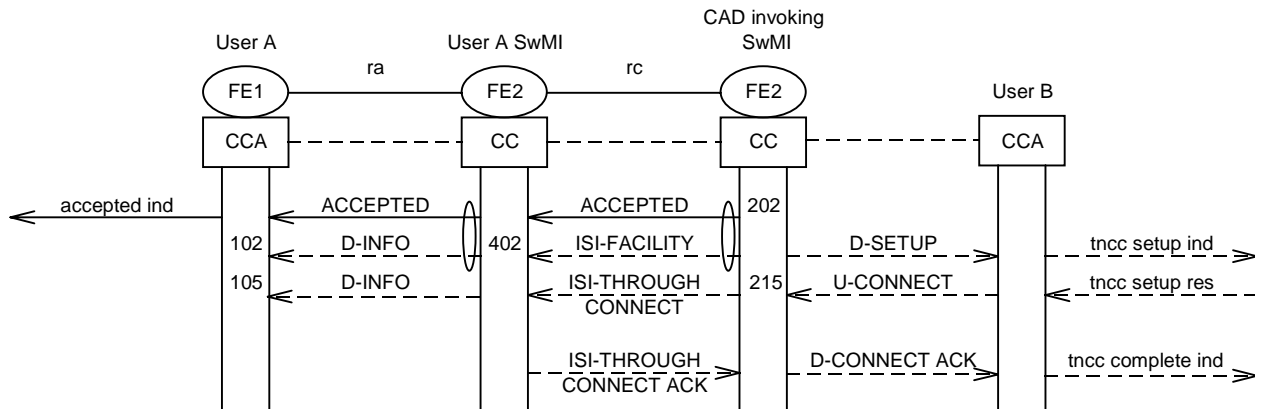 CAD invoking
User A User A SwMI SwMI
ra rc
FE1 FE2 FE2 User B
CCA CC CC CCA
accepted ind ACCEPTED ACCEPTED 202
102 D-INFO 402 ISI-FACILITY D-SETUP tncc setup ind
105 D-INFO ISI-THROUGH 215 U-CONNECT tncc setup res
CONNECT
ISI-THROUGH D-CONNECT ACK tncc complete ind
CONNECT ACK